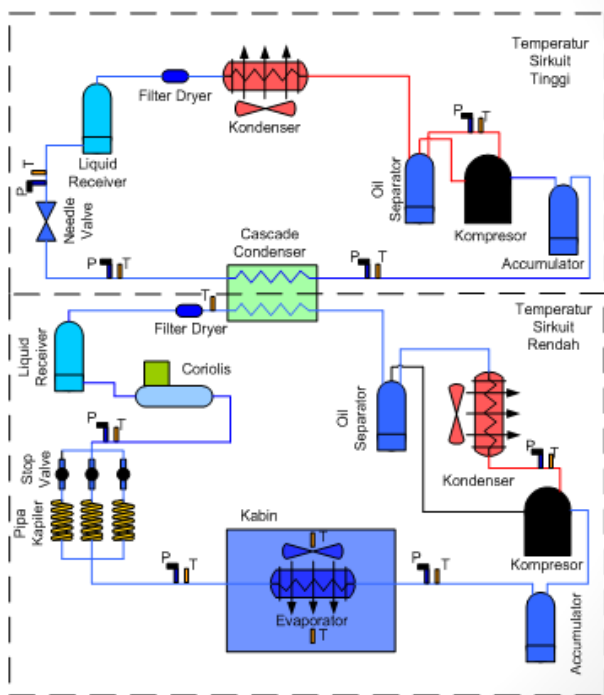 Temperatur
Sirkuit
Tinggi
P T
Filter Dryer
Kondenser
Liquid
Receiver
T
P
Needle
Valve
Oil
Separator
Kompresor
Accumulator
Cascade
Condenser
P T
P T
Temperatur
Sirkuit
Rendah
T
Filter Dryer
Liquid
Receiver
Coriolis
Oil
Separator
Kondenser
P T
P T
Stop
Valve
Pipa
Kapiler
Kabin
T
Evaporator
T
P T
P T
Kompresor
Accumulator